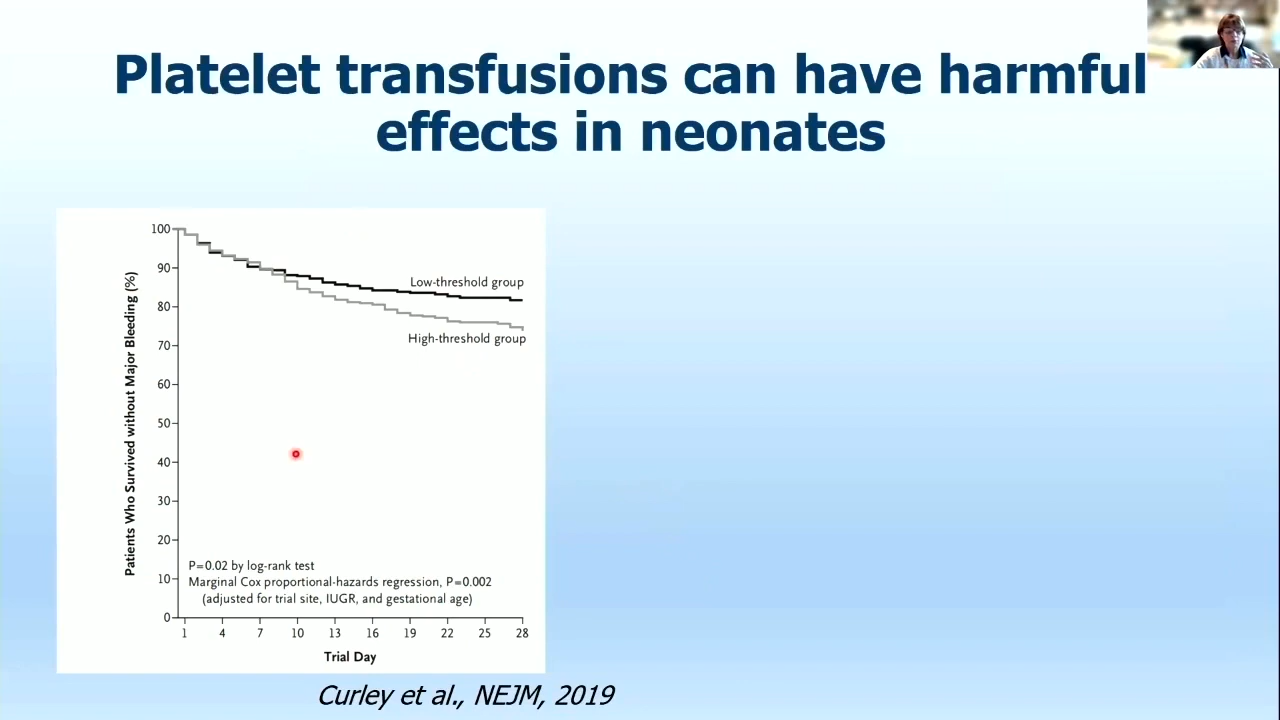 Platelet transfusions can have harmful
effects in neonates
Patients Who Survived without Major Bleeding (%)
100
90
80
70
60
50
40
30
20
10
0
Low-threshold group
High-threshold group
P=0.02 by log-rank test
Marginal Cox proportional-hazards regression, P=0.002
(adjusted for trial site, IUGR, and gestational age)
1 4 7 10 13 16 19 22 25 28
Trial Day
Curley et al., NEJM, 2019